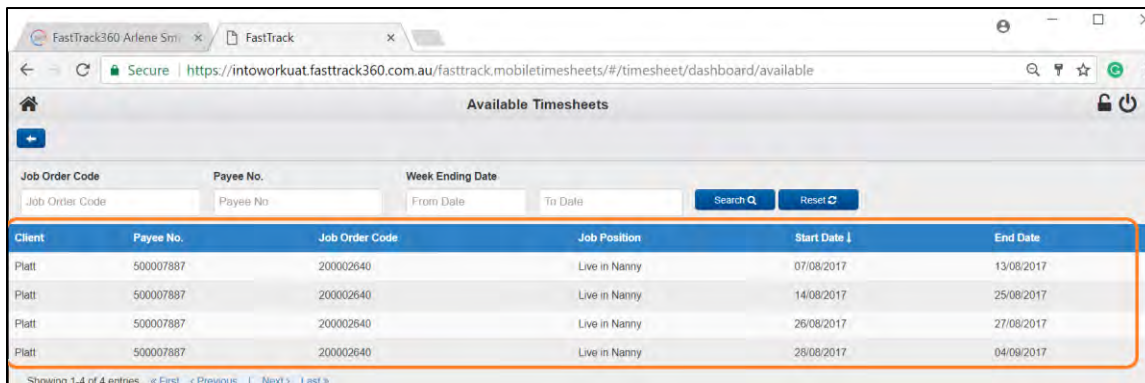 FastTrack360 Arlene Smi FastTrack
Secure https://intoworkuat.fasttrack360.com.au/fasttrack.mobiletimesheets/#/timesheet/dashboard/available
Available Timesheets
Job Order Code Payee No. Week Ending Date
Job Order Code Payee No From Date To Date Search Reset
Client Payee No. Job Order Code Job Position Start Date End Date
Platt 500007887 200002640 Live in Nanny 07/08/2017 13/08/2017
Platt 500007887 200002640 Live in Nanny 14/08/2017 25/08/2017
Platt 500007887 200002640 Live in Nanny 26/08/2017 27/08/2017
Platt 500007887 200002640 Live in Nanny 28/08/2017 04/09/2017
Showing 1-4 of 4 entries « First < Previous 1 Next > Last »